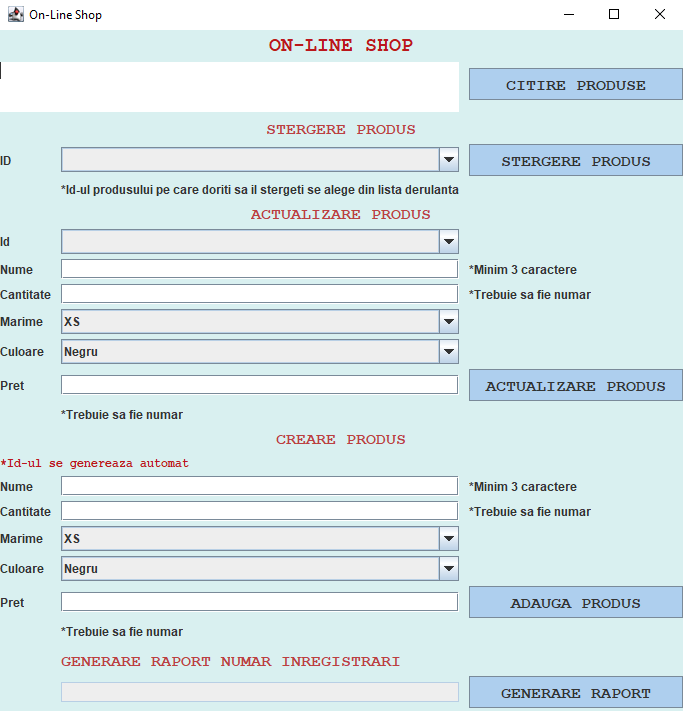 On-Line Shop
ON-LINE SHOP
CITIRE PRODUSE
STERGERE PRODUS
ID
STERGERE PRODUS
*Id-ul produsului pe care doriti sa il stergeti se alege din lista derulanta
ACTUALIZARE PRODUS
Id
Nume *Minim 3 caractere
Cantitate *Trebuie sa fie numar
Marime XS
Culoare Negru
Pret ACTUALIZARE PRODUS
*Trebuie sa fie numar
CREARE PRODUS
*Id-ul se genereaza automat
Nume *Minim 3 caractere
Cantitate *Trebuie sa fie numar
Marime XS
Culoare Negru
Pret ADAUGA PRODUS
*Trebuie sa fie numar
GENERARE RAPORT NUMAR INREGISTRARI
GENERARE RAPORT